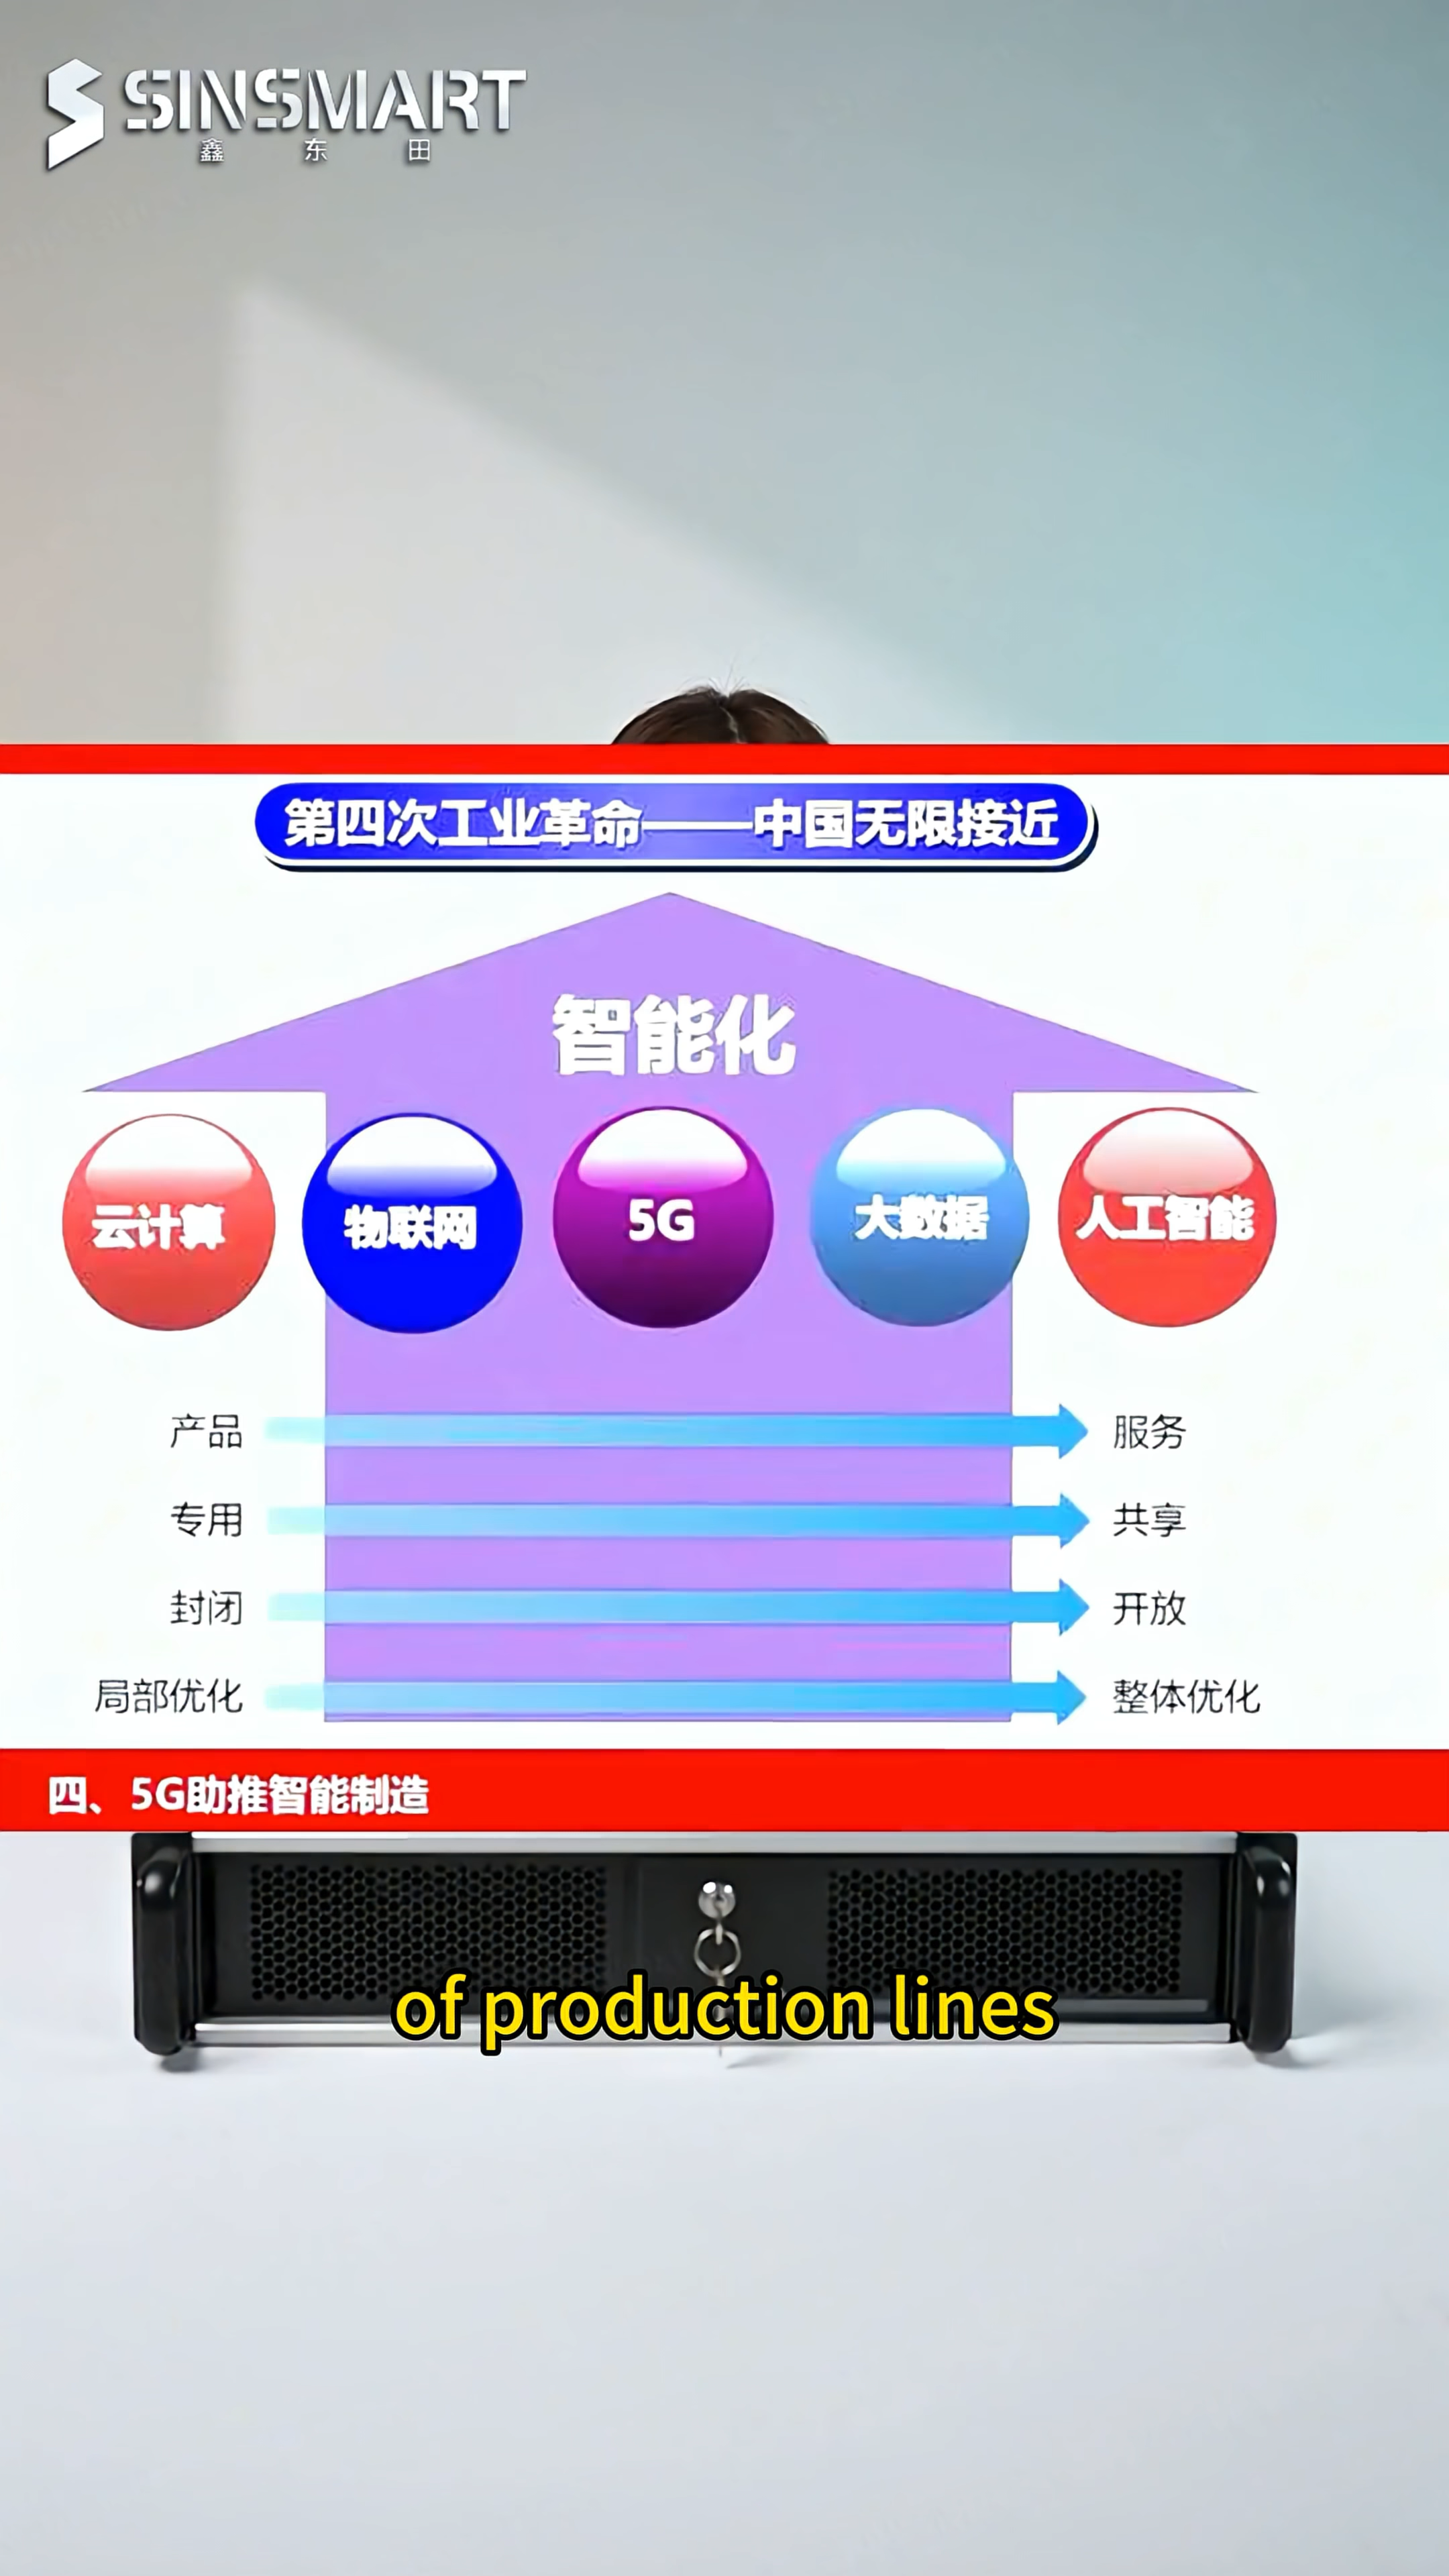 SINSMART
鑫东田
第四次工业革命——中国无限接近
智能化
云计算 物联网 5G 大数据 人工智能
产品 服务
专用 共享
封闭 开放
局部优化 整体优化
四、5G助推智能制造
of production lines